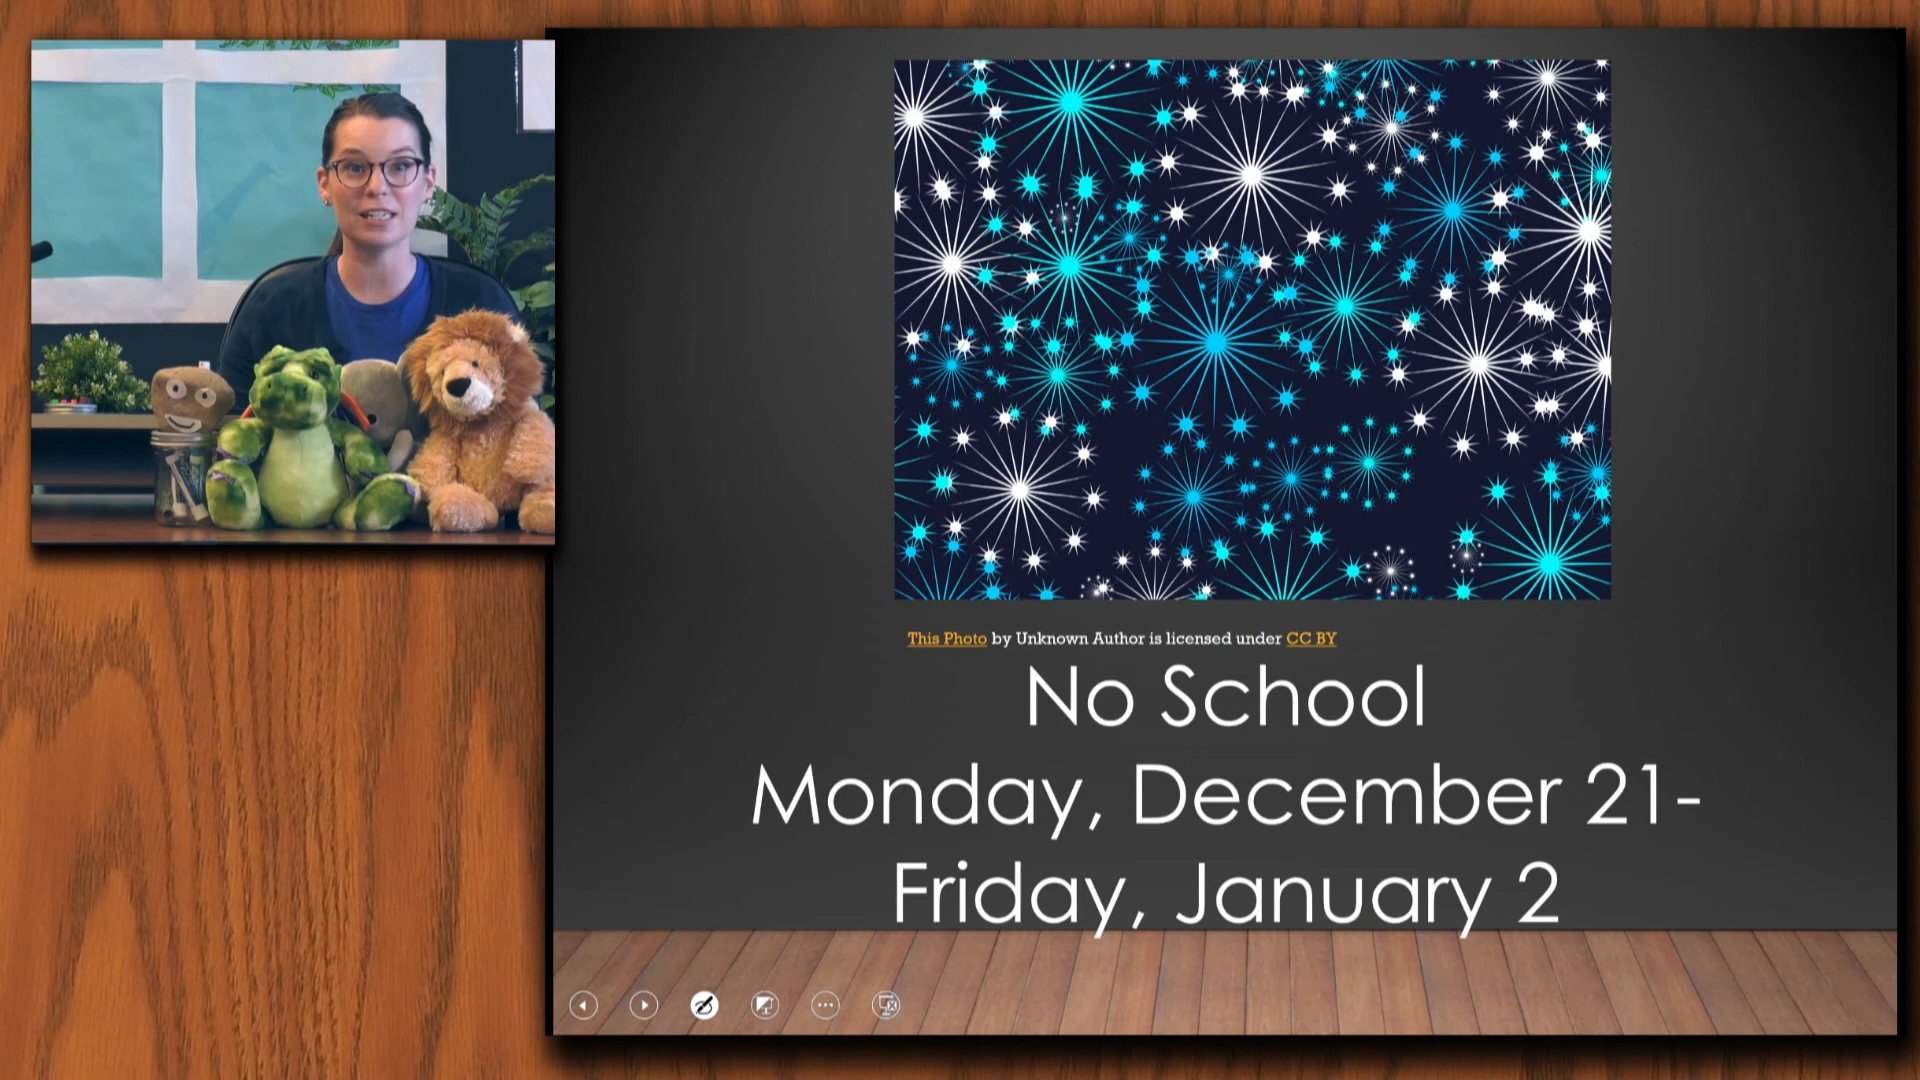 This Photo by Unknown Author is licensed under CC BY
No School
Monday, December 21-
Friday, January 2